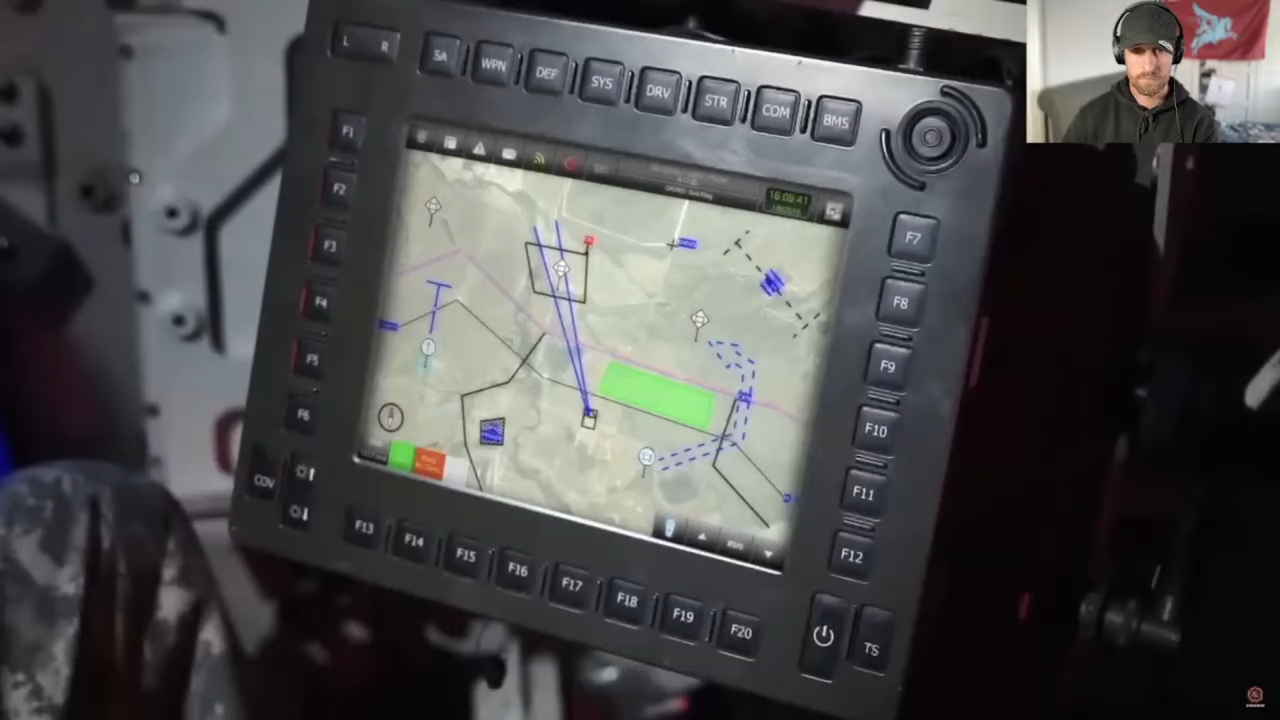 L R
SA
WPN
DEF
SYS
DRV
STR
COM
BMS
F1
F2
F3
F4
F5
F6
COV
F7
F8
F9
F10
F11
F12
16:09:41
F13
F14
F15
F16
F17
F18
F19
F20
TS